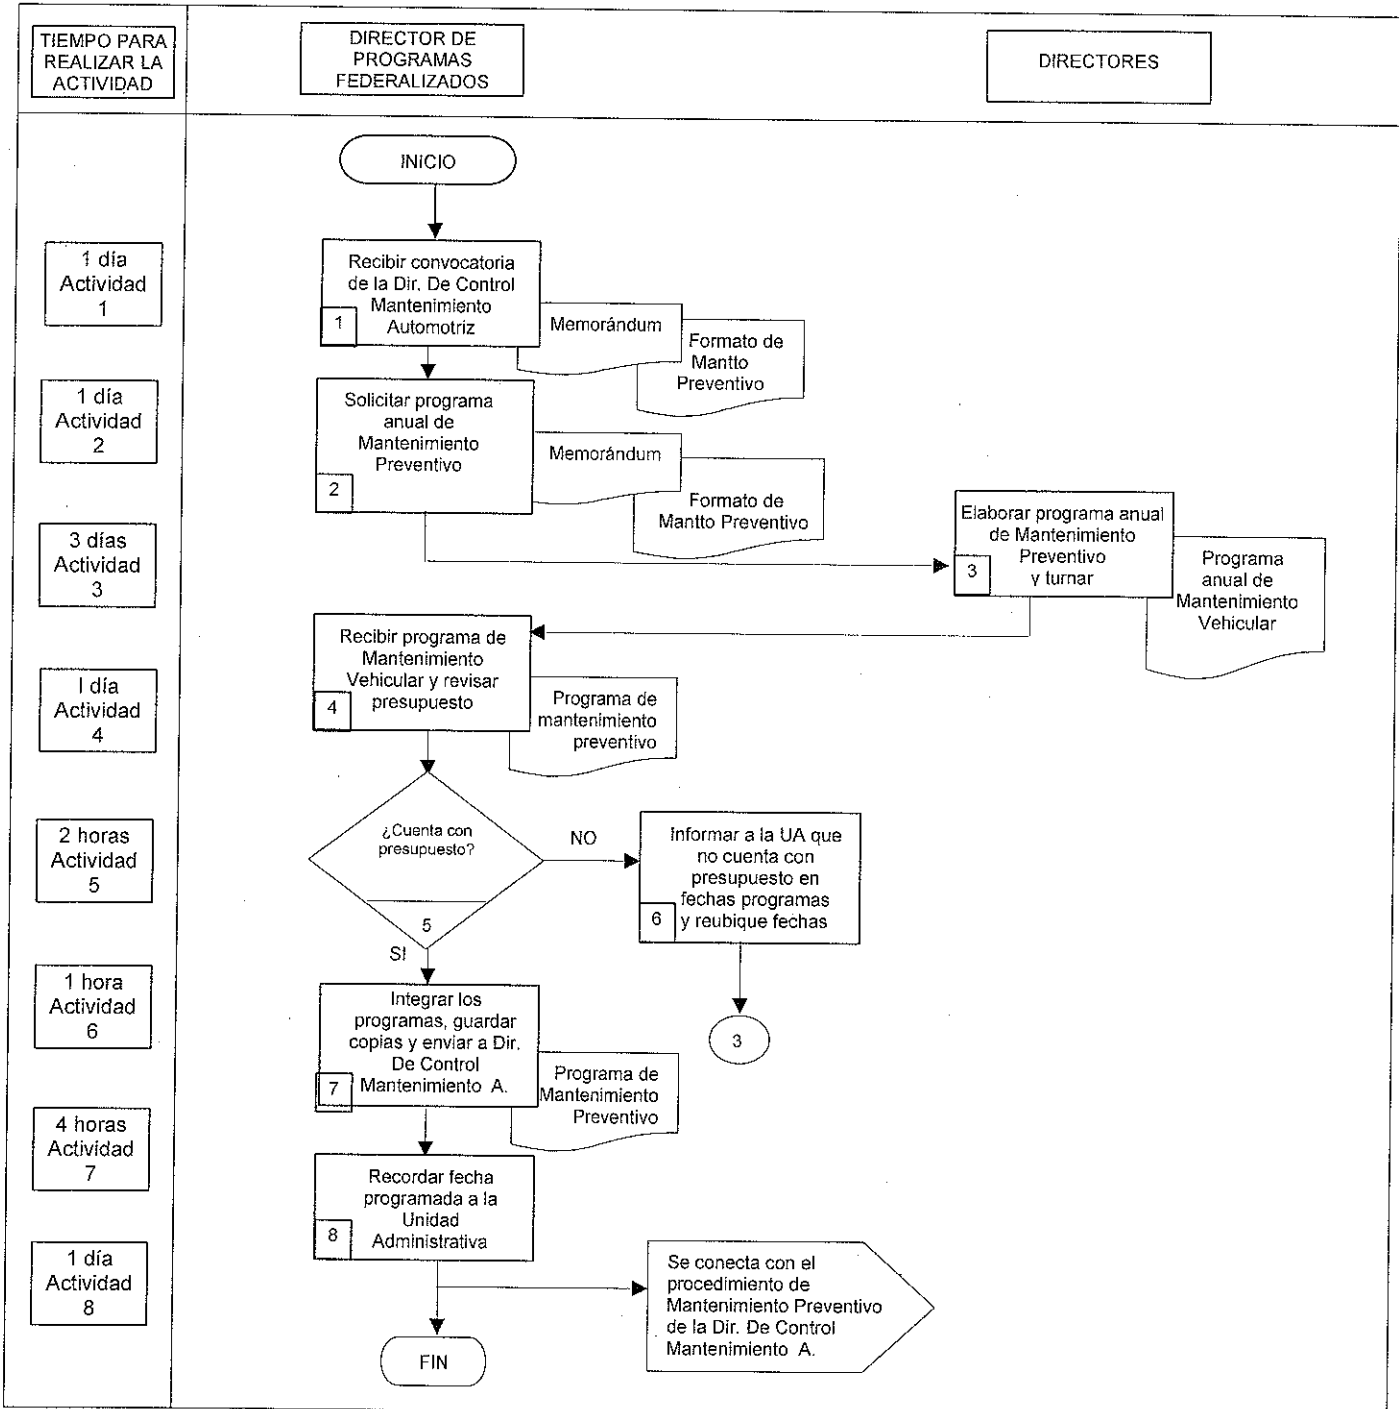 TIEMPO PARA
REALIZAR LA
ACTIVIDAD
DIRECTOR DE
PROGRAMAS
FEDERALIZADOS
DIRECTORES
INICIO
1 día
Actividad
1
Recibir convocatoria
de la Dir. De Control
Mantenimiento
Automotriz
1
Memorándum
Formato de
Mantto
Preventivo
1 día
Actividad
2
Solicitar programa
anual de
Mantenimiento
Preventivo
2
Memorándum
Formato de
Mantto Preventivo
3 días
Actividad
3
Elaborar programa anual
de Mantenimiento
Preventivo
y turnar
3
Programa
anual de
Mantenimiento
Vehicular
I día
Actividad
4
Recibir programa de
Mantenimiento
Vehicular y revisar
presupuesto
4
Programa de
mantenimiento
preventivo
2 horas
Actividad
5
¿Cuenta con
presupuesto?
5
NO
SI
Informar a la UA que
no cuenta con
presupuesto en
fechas programas
y reubique fechas
6
3
1 hora
Actividad
6
Integrar los
programas, guardar
copias y enviar a Dir.
De Control
Mantenimiento A.
7
Programa de
Mantenimiento
Preventivo
4 horas
Actividad
7
Recordar fecha
programada a la
Unidad
Administrativa
8
1 día
Actividad
8
Se conecta con el
procedimiento de
Mantenimiento Preventivo
de la Dir. De Control
Mantenimiento A.
FIN